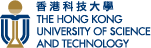 香港科技大學
THE HONG KONG
UNIVERSITY OF SCIENCE
AND TECHNOLOGY